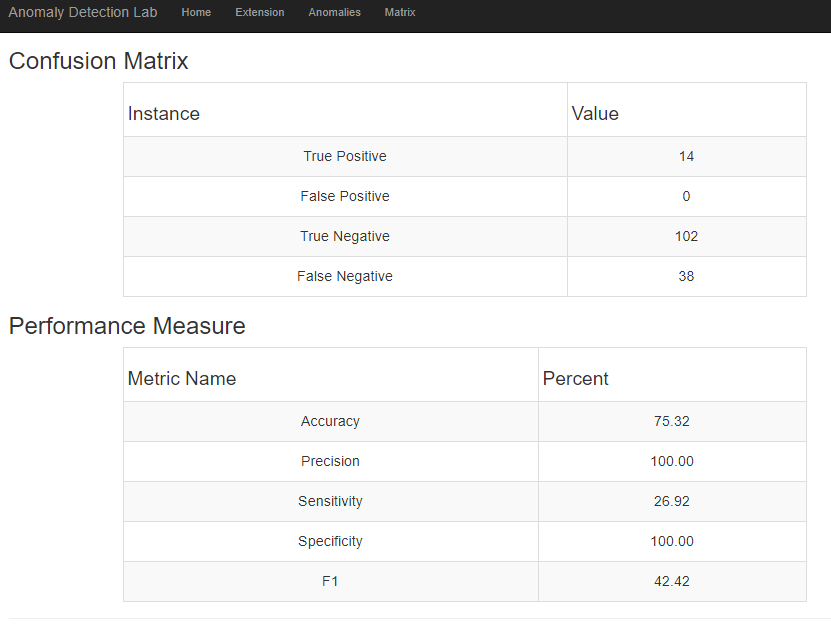 Anomaly Detection Lab Home Extension Anomalies Matrix
Confusion Matrix
Instance Value
True Positive 14
False Positive 0
True Negative 102
False Negative 38
Performance Measure
Metric Name Percent
Accuracy 75.32
Precision 100.00
Sensitivity 26.92
Specificity 100.00
F1 42.42